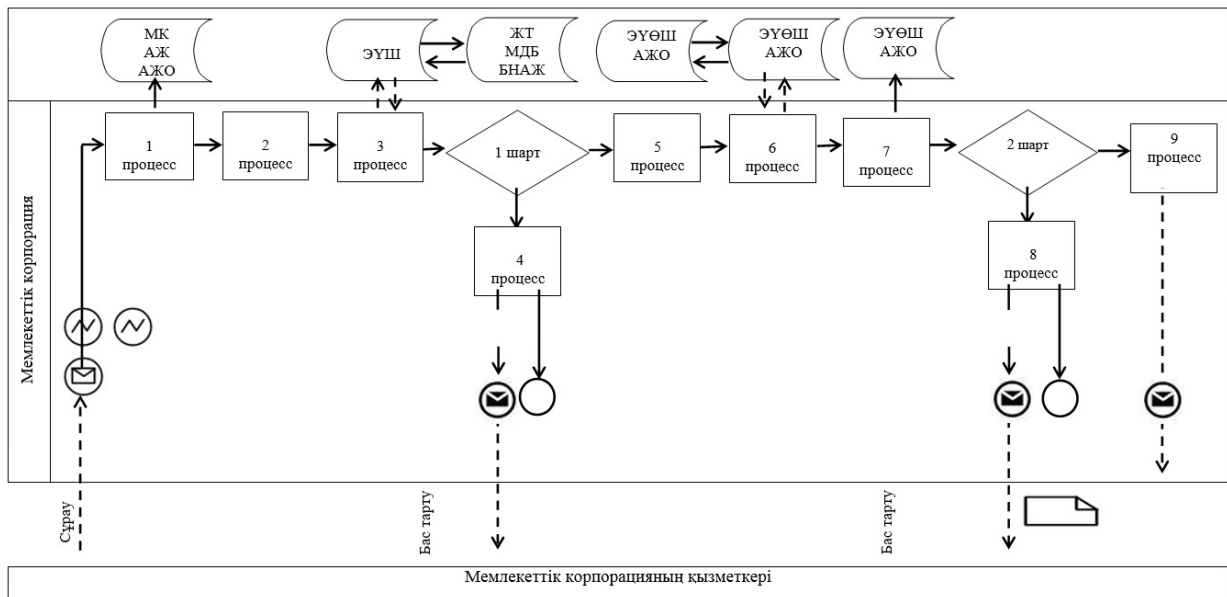 МК
АЖ
АЖО
ЭҮШ
ЖТ
МДБ
БНАЖ
ЭҮӨШ
АЖО
ЭҮӨШ
АЖО
ЭҮӨШ
АЖО
Мемлекеттік корпорация
1
процесс
2
процесс
3
процесс
1 шарт
5
процесс
6
процесс
7
процесс
2 шарт
9
процесс
4
процесс
8
процесс
Сұрау
Бас тарту
Бас тарту
Мемлекеттік корпорацияның қызметкері